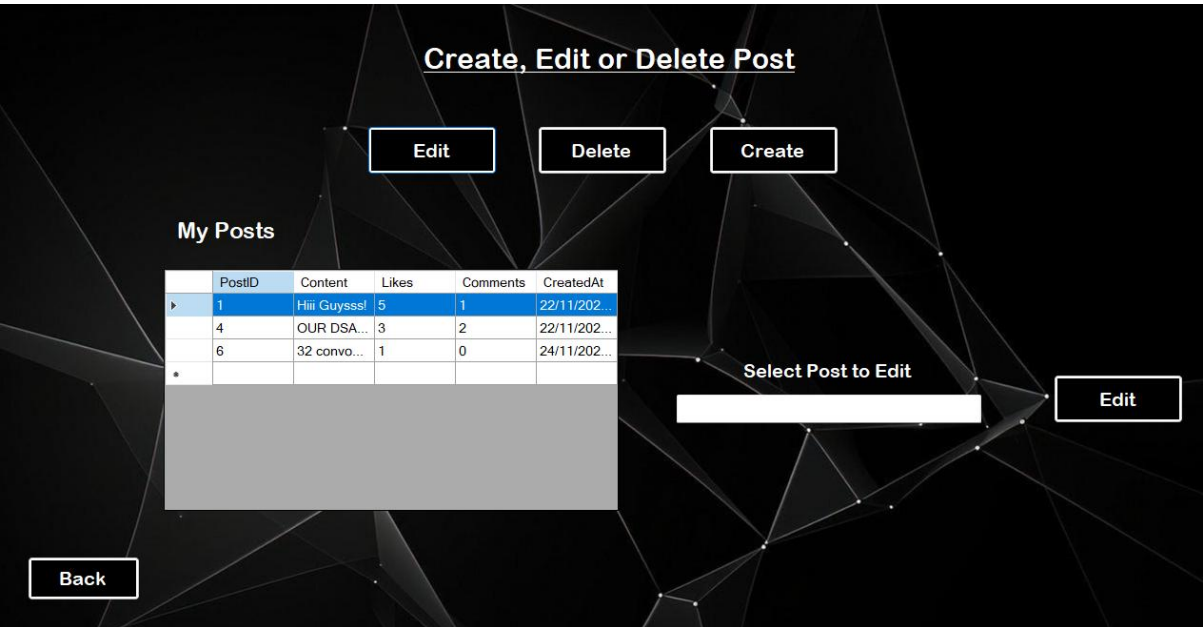 Create, Edit or Delete Post
Edit Delete Create
My Posts
PostID Content Likes Comments CreatedAt
1 Hiii Guysss! 5 1 22/11/202...
4 OUR DSA... 3 2 22/11/202...
6 32 convo... 1 0 24/11/202...
Select Post to Edit
Edit
Back